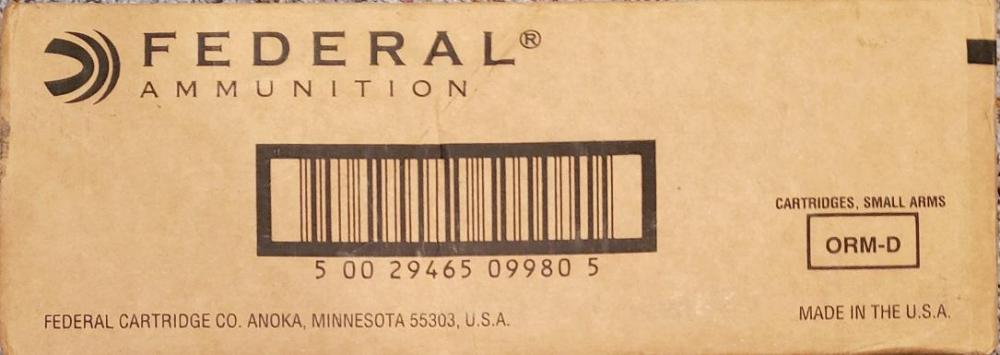 FEDERAL®
AMMUNITION
5 00 29465 09980 5
CARTRIDGES, SMALL ARMS
ORM-D
FEDERAL CARTRIDGE CO. ANOKA, MINNESOTA 55303, U.S.A.
MADE IN THE U.S.A.